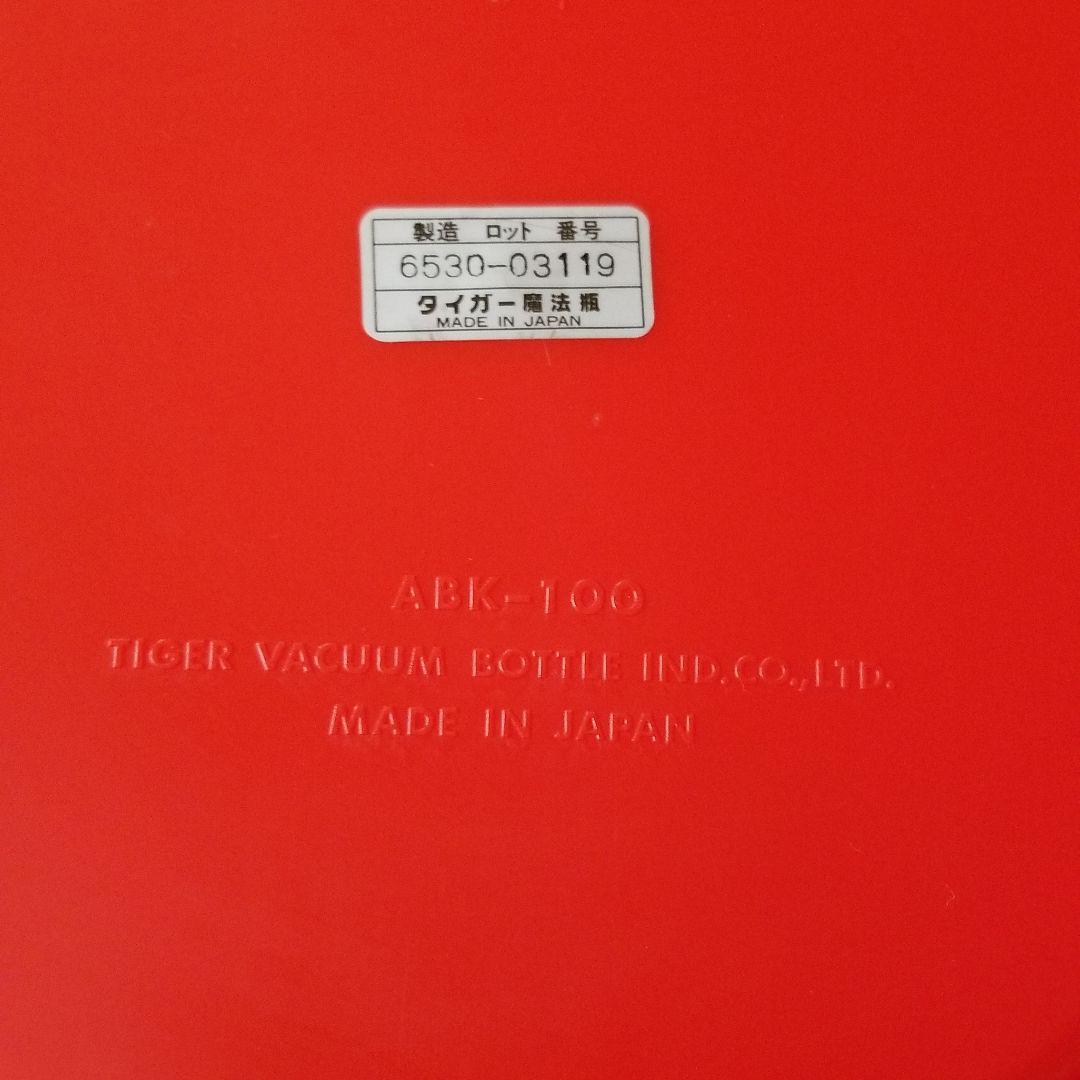 製造 ロット 番号
6530-03119
タイガー魔法瓶
MADE IN JAPAN
ABK-100
TIGER VACUUM BOTTLE IND.CO.,LTD.
MADE IN JAPAN